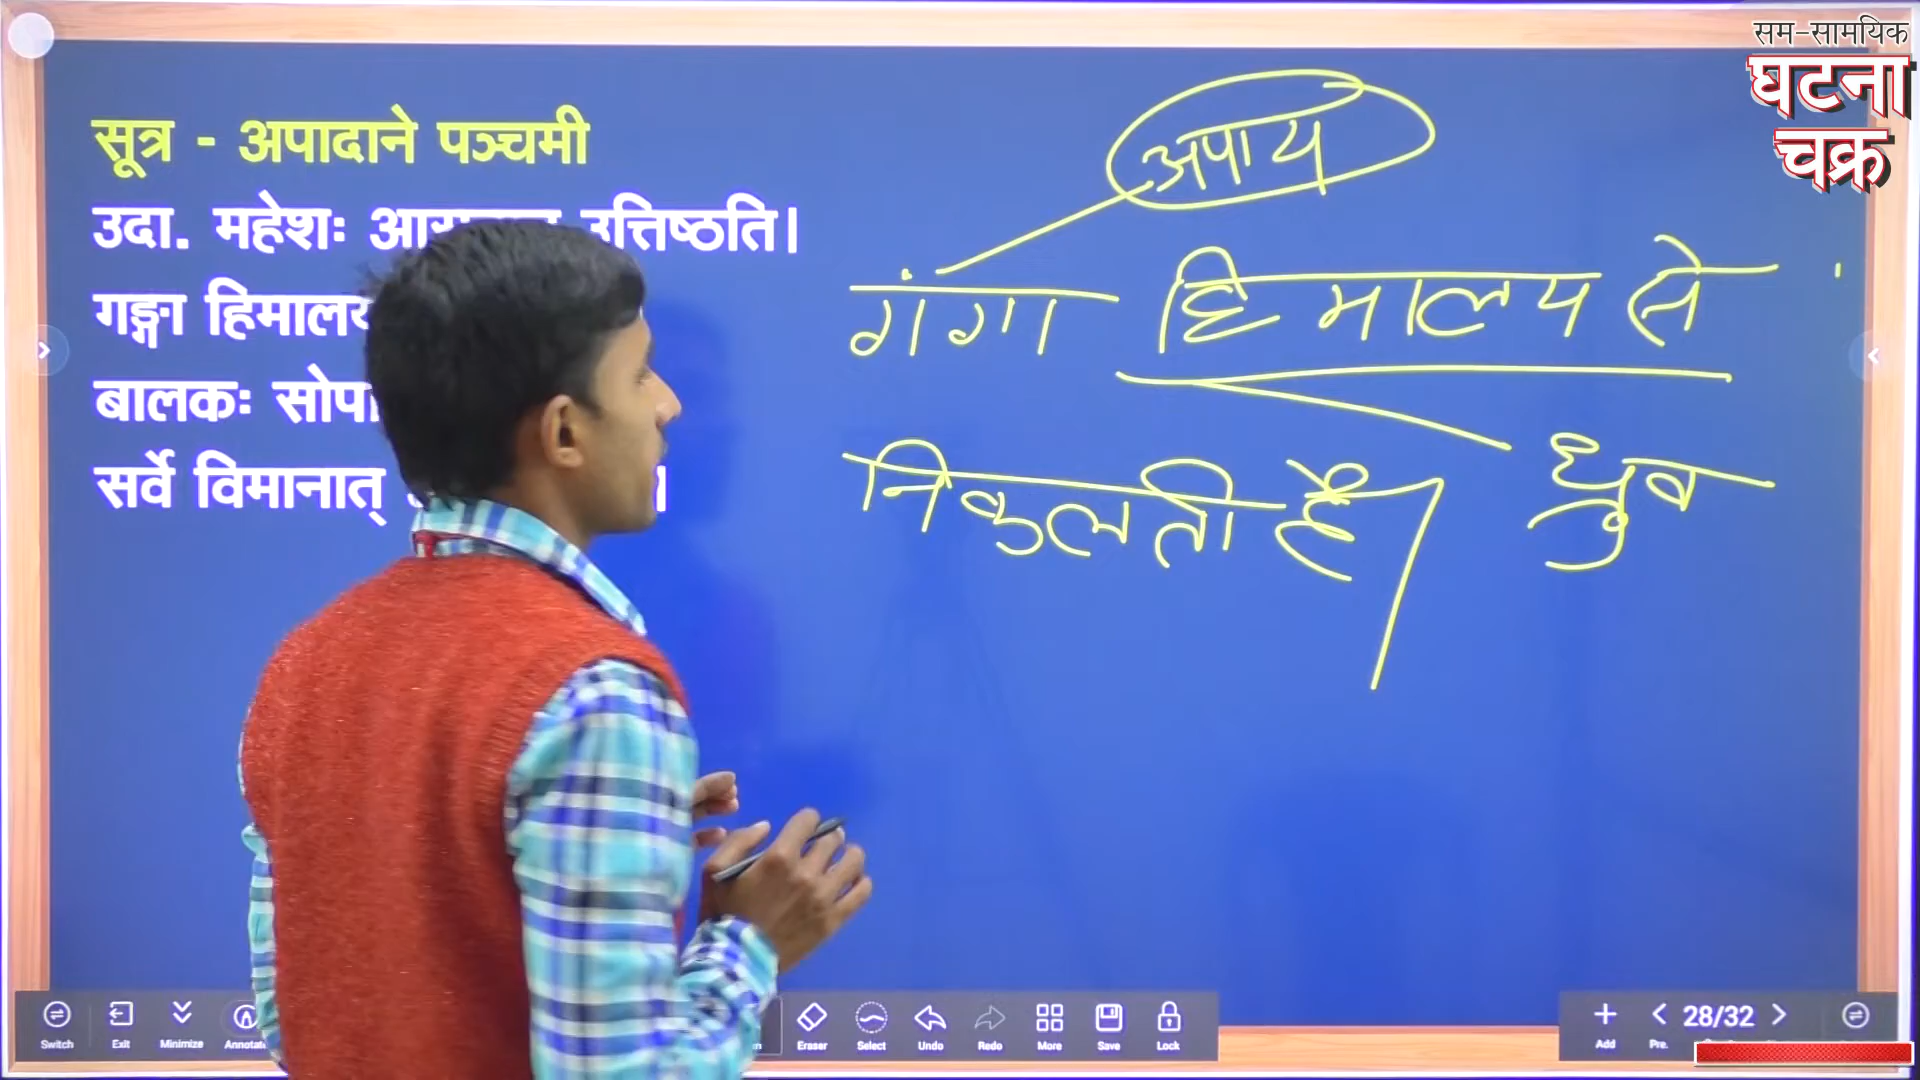 सूत्र - अपादाने पञ्चमी
उदा. महेशः उत्तिष्ठति।
गङ्गा
बालकः
सर्वे विमानात्
अपाय
गंगा हिमालय से
निकलती है
ध्रुव
सम-सामयिक
घटना
चक्र
Switch Exit Minimize Eraser Select Undo Redo More Save Lock
Add Pre. 28/32